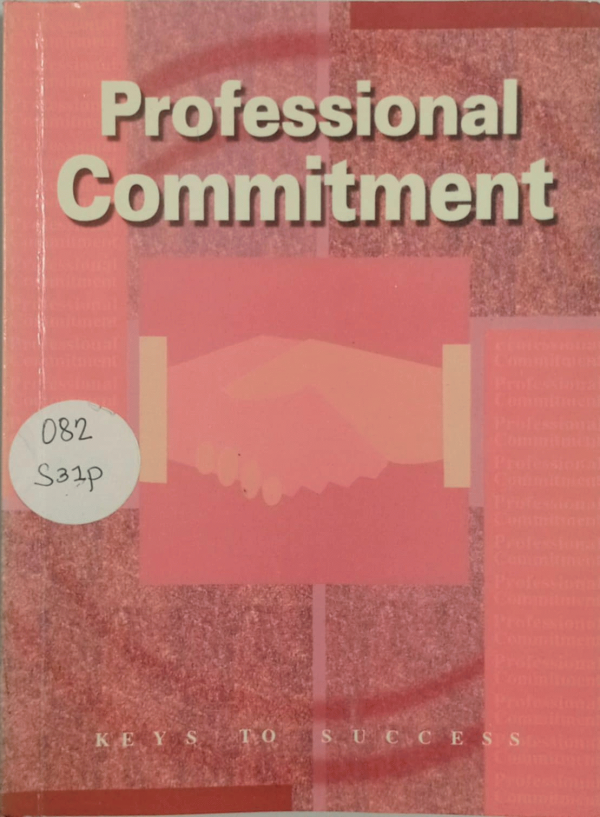 Professional
Commitment
082
S31p
KEYS TO SUCCESS